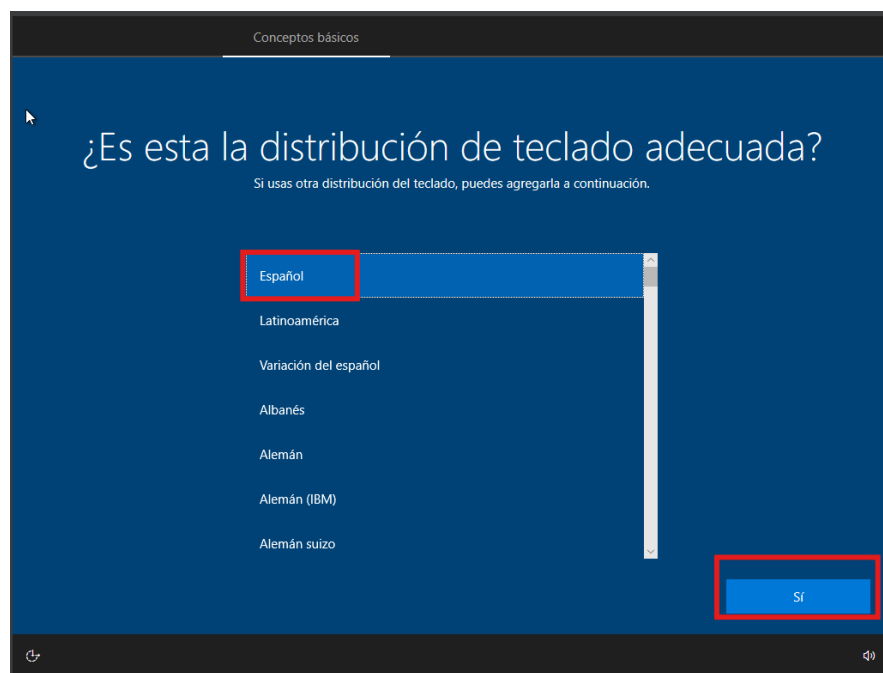 Conceptos básicos
¿Es esta la distribución de teclado adecuada?
Si usas otra distribución del teclado, puedes agregarla a continuación.
Español
Latinoamérica
Variación del español
Albanés
Alemán
Alemán (IBM)
Alemán suizo
Sí